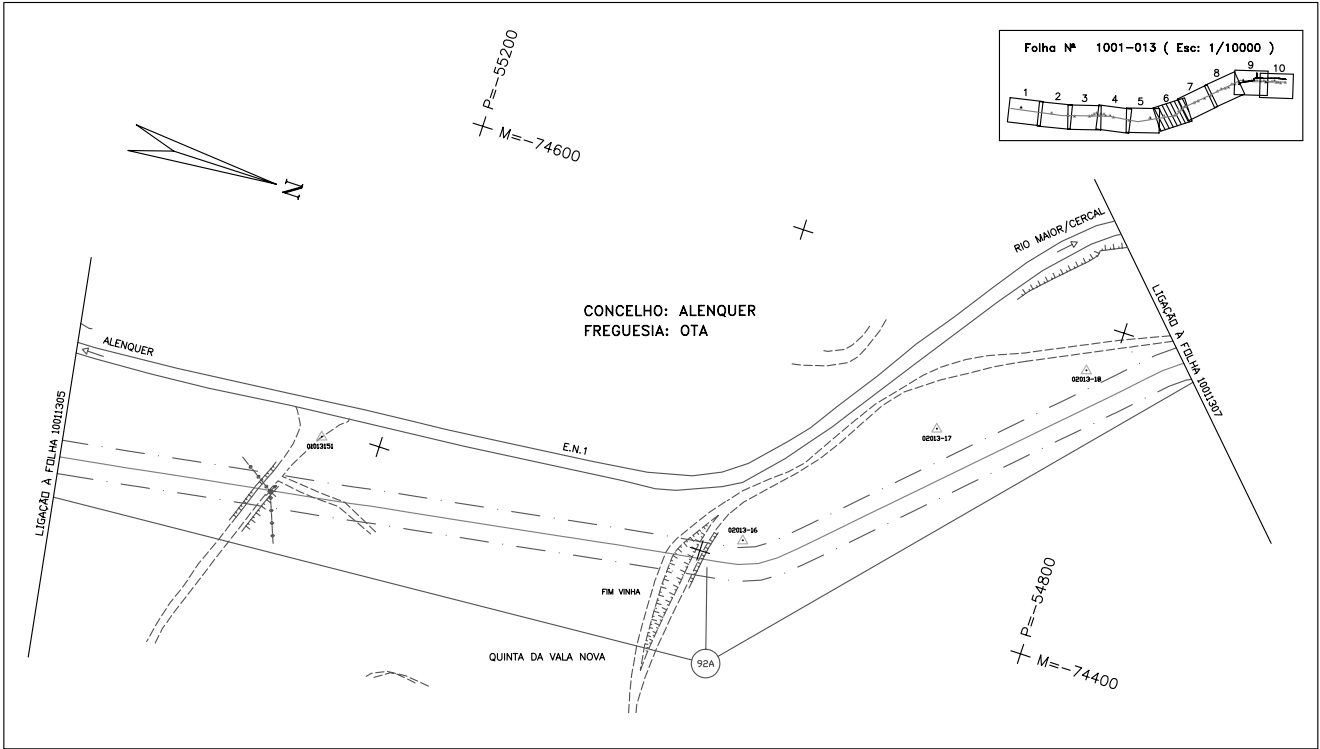 Folha Nª 1001-013 ( Esc: 1/10000 )
1
2
3
4
5
6
7
8
9
10
P=-55200
M=-74600
N
RIO MAIOR/CERCAL
CONCELHO: ALENQUER
FREGUESIA: OTA
LIGAÇÃO À FOLHA 10011307
ALENQUER
LIGAÇÃO À FOLHA 10011305
02013-18
02013-17
01013151
E.N.1
02013-16
FIM VINHA
QUINTA DA VALA NOVA
92A
P=-54800
M=-74400